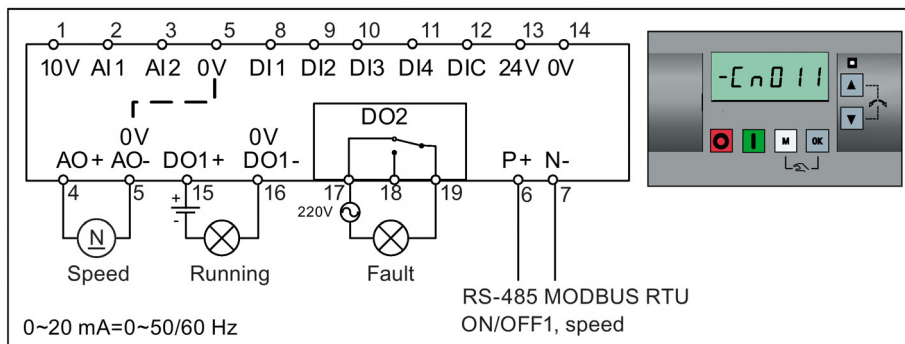 1 2 3 5 8 9 10 11 12 13 14
10V AI1 AI2 0V DI1 DI2 DI3 DI4 DIC 24V 0V
-Cn011
DO2
0V 0V
AO+ AO- DO1+ DO1- P+ N-
M OK
4 5 15 16 17 18 19 6 7
+
-
220V
N
Speed Running Fault
RS-485 MODBUS RTU
ON/OFF1, speed
0~20 mA=0~50/60 Hz